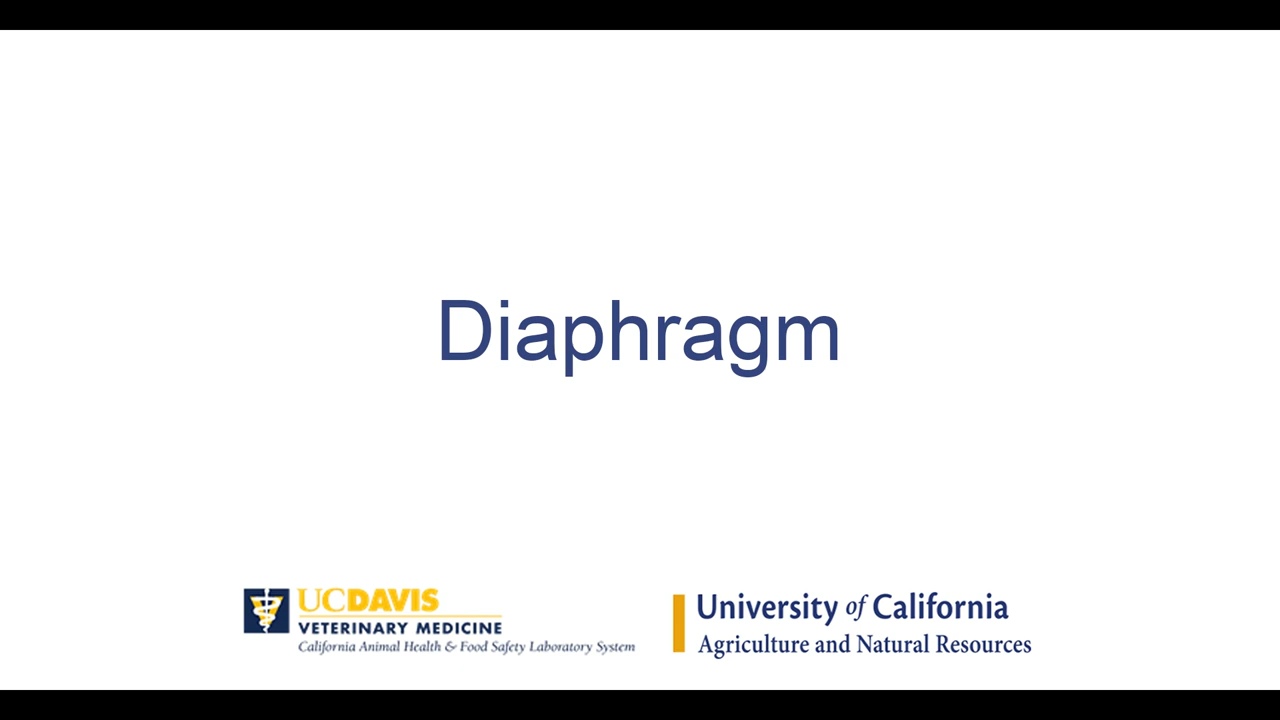 Diaphragm
UCDAVIS
VETERINARY MEDICINE
California Animal Health & Food Safety Laboratory System
University of California
Agriculture and Natural Resources